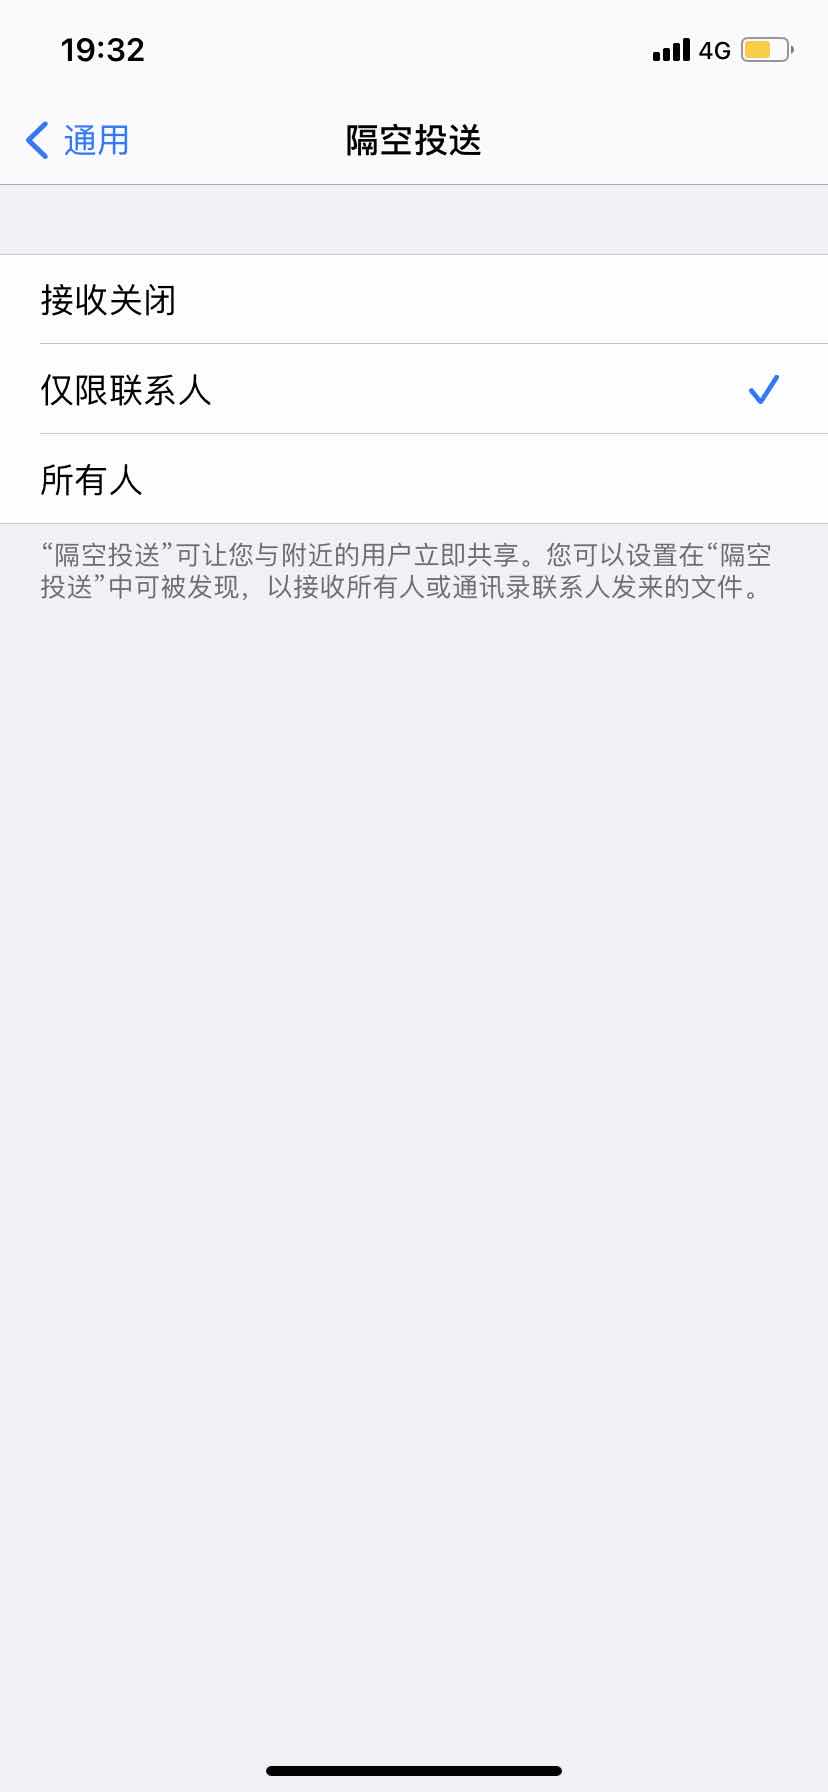 19:32
4G
通用
隔空投送
接收关闭
仅限联系人
所有人
“隔空投送”可让您与附近的用户立即共享。您可以设置在“隔空
投送”中可被发现，以接收所有人或通讯录联系人发来的文件。